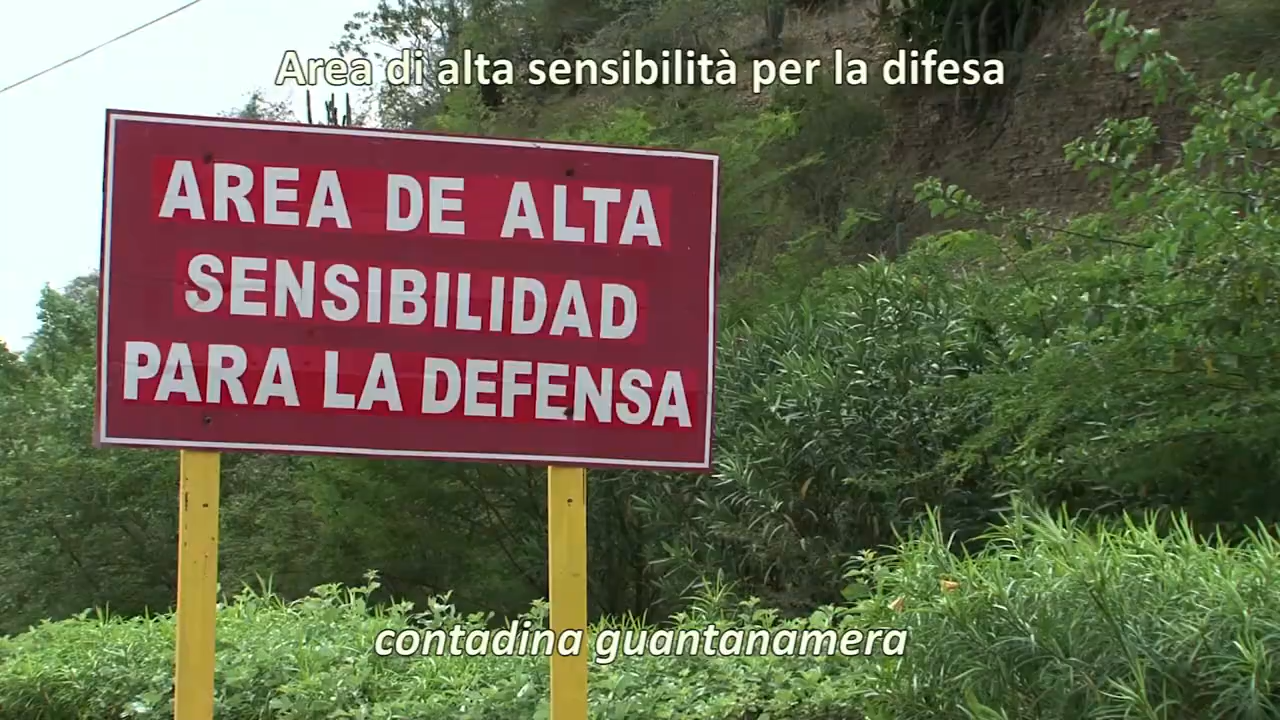 Area di alta sensibilità per la difesa
AREA DE ALTA
SENSIBILIDAD
PARA LA DEFENSA
contadina guantanamera